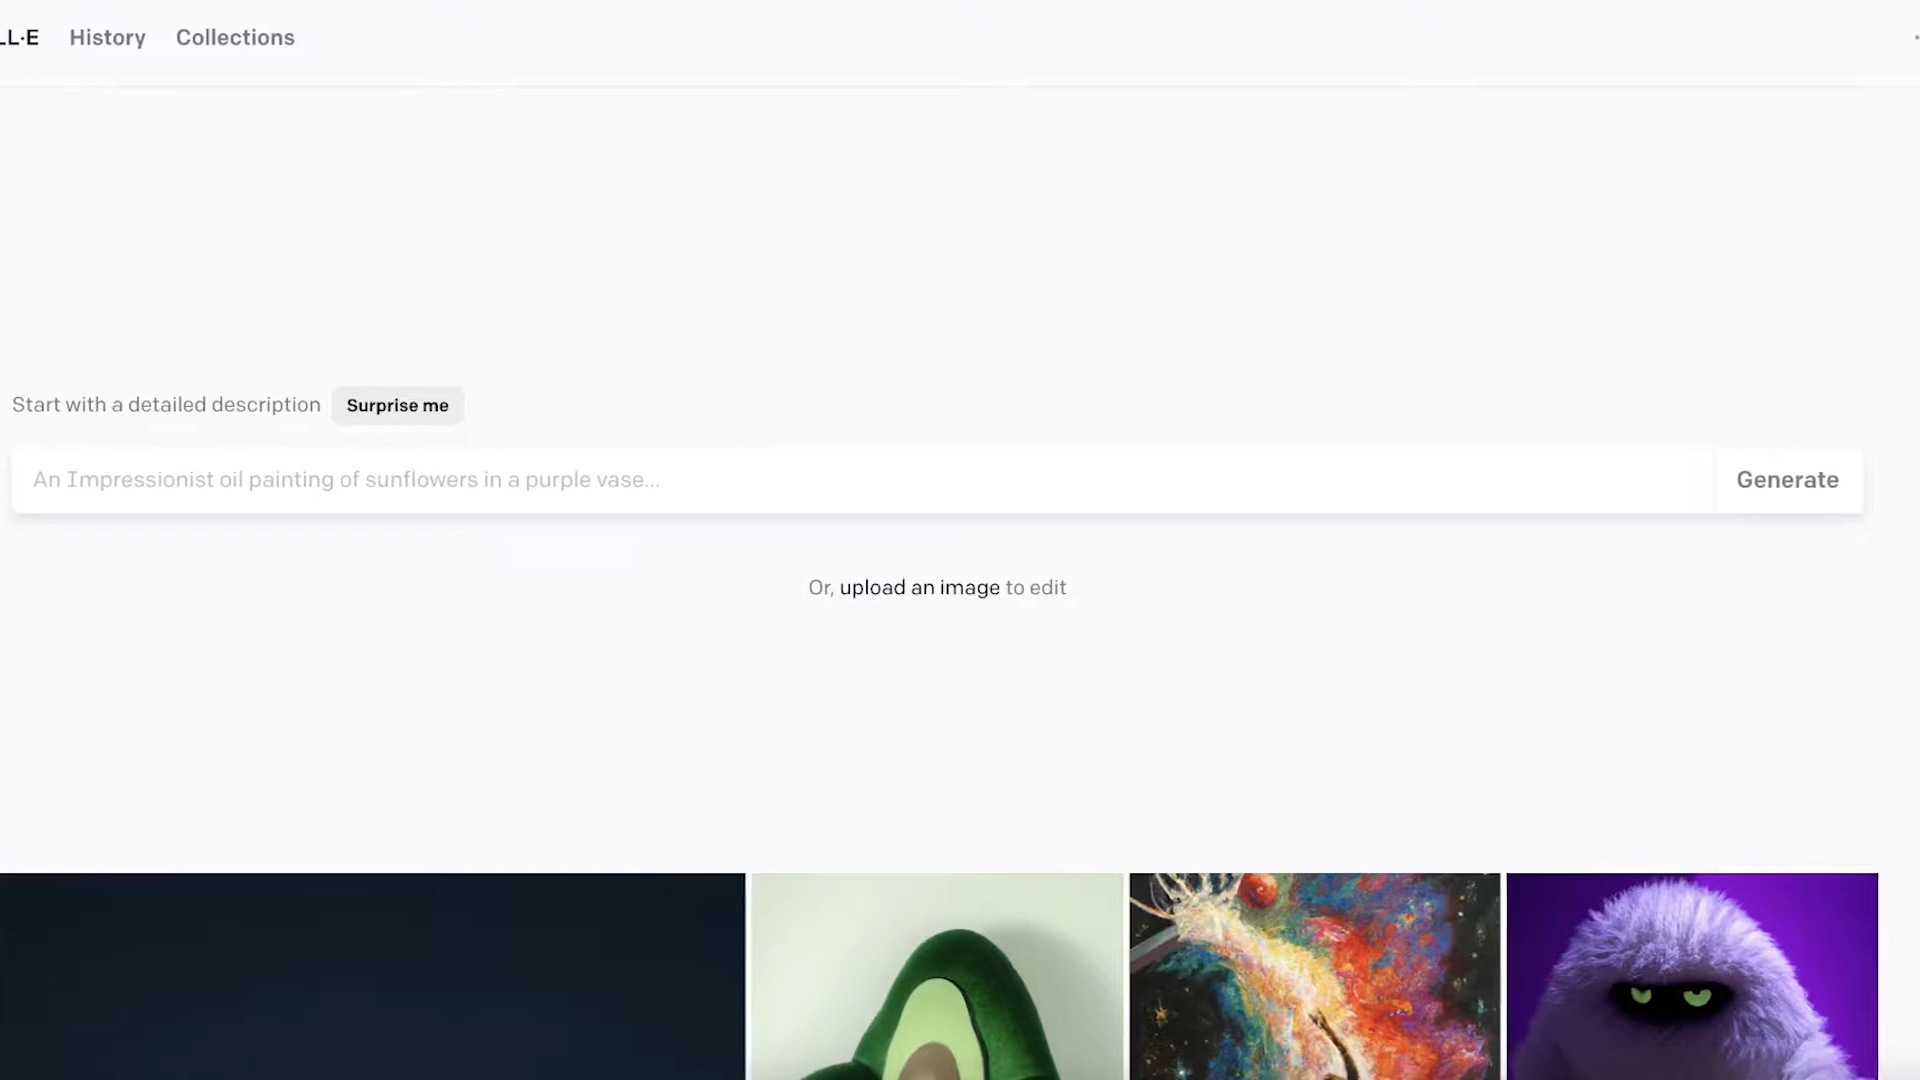 LL·E History Collections
Start with a detailed description Surprise me
An Impressionist oil painting of sunflowers in a purple vase... Generate
Or, upload an image to edit